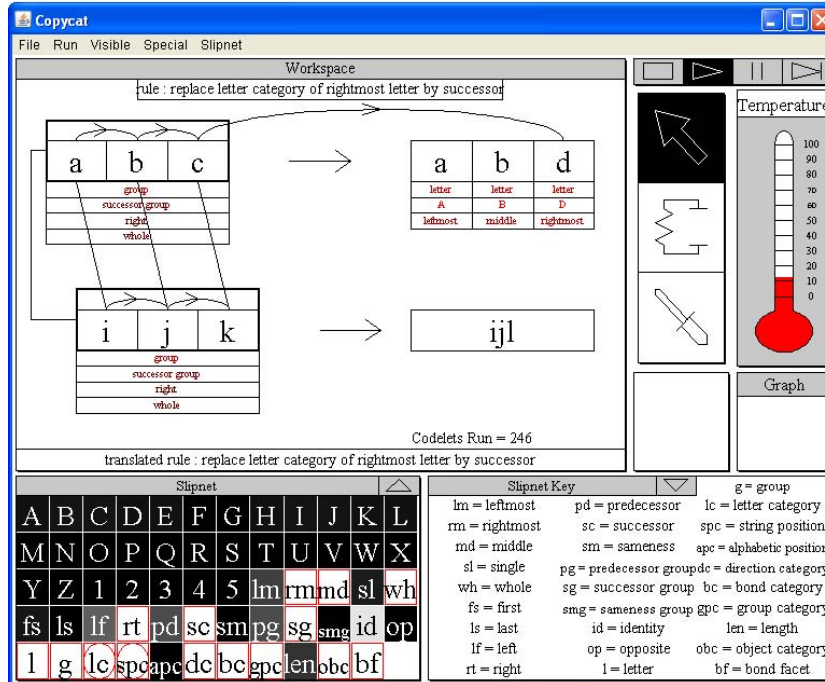 Copycat
File Run Visible Special Slipnet
Workspace
rule : replace letter category of rightmost letter by successor
a b c
group
successor group
right
whole
a b d
letter letter letter
A B D
leftmost middle rightmost
i j k
group
successor group
right
whole
ijl
Codelets Run = 246
translated rule : replace letter category of rightmost letter by successor
Temperature
100
90
80
70
60
50
40
30
20
10
0
Graph
Slipnet
A B C D E F G H I J K L
M N O P Q R S T U V W X
Y Z 1 2 3 4 5 lm rm md sl wh
fs ls lf rt pd sc sm pg sg smg id op
l g lc spc apc dc bc gpc len obc bf
Slipnet Key
g = group
lm = leftmost pd = predecessor lc = letter category
rm = rightmost sc = successor spc = string position
md = middle sm = sameness apc = alphabetic position
sl = single pg = predecessor group dc = direction category
wh = whole sg = successor group bc = bond category
fs = first smg = sameness group gpc = group category
ls = last id = identity len = length
lf = left op = opposite obc = object category
rt = right l = letter bf = bond facet